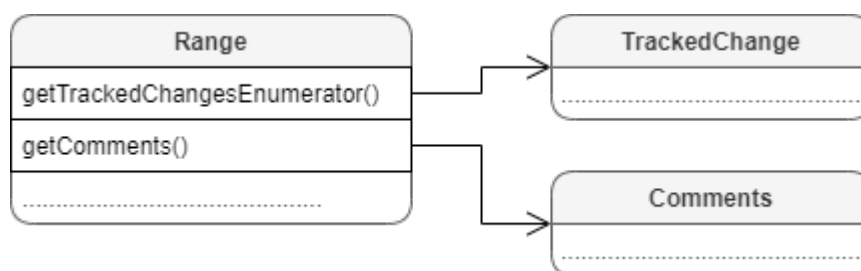 Range
getTrackedChangesEnumerator()
getComments()
TrackedChange
Comments